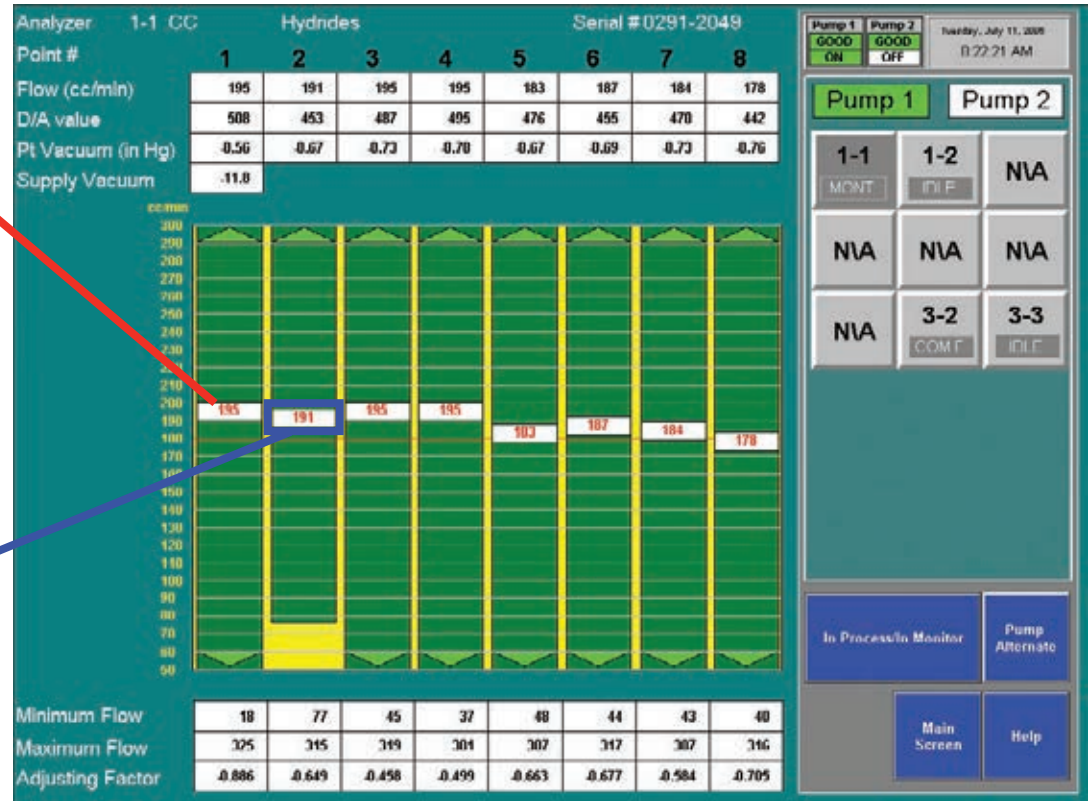 Analyzer 1-1 CC Hydrides Serial #0291-2049
Point # 1 2 3 4 5 6 7 8
Flow (cc/min) 195 191 195 195 183 187 184 178
D/A value 508 453 487 495 476 455 470 442
Pt Vacuum (in Hg) -0.56 -0.67 -0.73 -0.70 -0.67 -0.69 -0.73 -0.76
Supply Vacuum -11.8
cc/min
300
290
280
270
260
250
240
230
210
200
190
180
170
160
150
140
130
120
110
100
90
80
70
60
50
195 191 195 195 183 187 184 178
Minimum Flow 18 77 45 37 48 44 43 40
Maximum Flow 325 315 319 301 307 317 307 316
Adjusting Factor -0.886 -0.649 -0.458 -0.499 -0.663 -0.677 -0.584 -0.705
Pump 1 Pump 2
GOOD GOOD
ON OFF
Tuesday, July 11, 2006
8:22:21 AM
Pump 1 Pump 2
1-1 1-2 N\A
MONT IDLE
N\A N\A N\A
N\A 3-2 3-3
COM F IDLE
In Process/In Monitor
Pump
Alternate
Main
Screen
Help